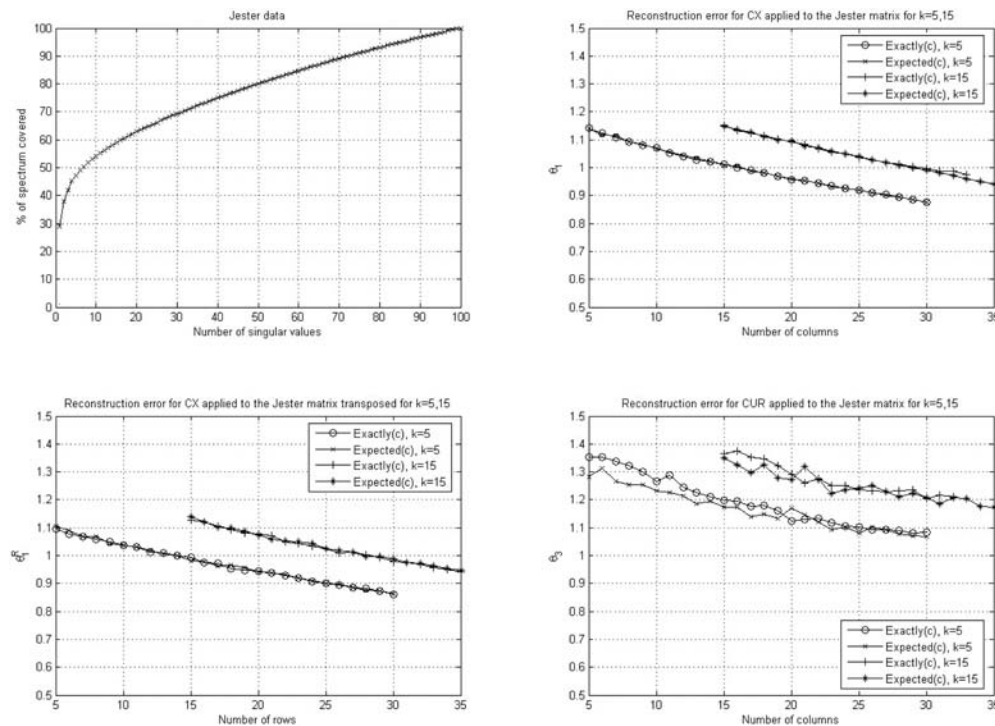 Jester data
% of spectrum covered
100
90
80
70
60
50
40
30
20
10
0
0 10 20 30 40 50 60 70 80 90 100
Number of singular values
Reconstruction error for CX applied to the Jester matrix for k=5,15
θ1
1.5
1.4
1.3
1.2
1.1
1
0.9
0.8
0.7
0.6
0.5
Exactly(c), k=5
Expected(c), k=5
Exactly(c), k=15
Expected(c), k=15
5 10 15 20 25 30 35
Number of columns
Reconstruction error for CX applied to the Jester matrix transposed for k=5,15
θ1R
1.5
1.4
1.3
1.2
1.1
1
0.9
0.8
0.7
0.6
0.5
Exactly(c), k=5
Expected(c), k=5
Exactly(c), k=15
Expected(c), k=15
5 10 15 20 25 30 35
Number of rows
Reconstruction error for CUR applied to the Jester matrix for k=5,15
θ3
1.5
1.4
1.3
1.2
1.1
1
0.9
0.8
0.7
0.6
0.5
Exactly(c), k=5
Expected(c), k=5
Exactly(c), k=15
Expected(c), k=15
5 10 15 20 25 30 35
Number of columns